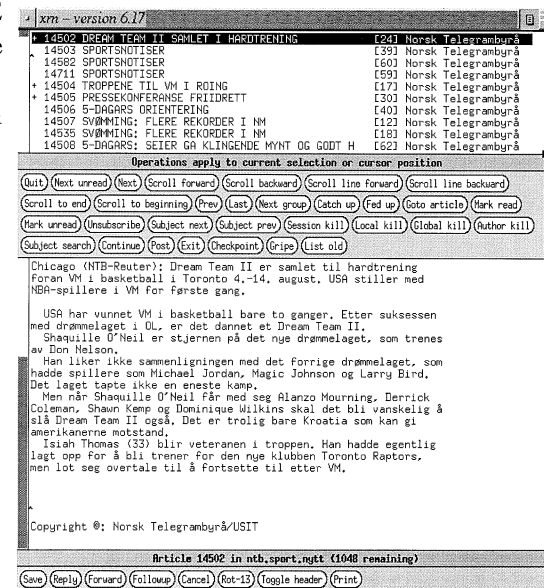 xrn – version 6.17
+ 14502 DREAM TEAM II SAMLET I HARDTRENING [24] Norsk Telegrambyrå
14503 SPORTSNOTISER [39] Norsk Telegrambyrå
14582 SPORTSNOTISER [60] Norsk Telegrambyrå
14711 SPORTSNOTISER [59] Norsk Telegrambyrå
+ 14504 TROPPENE TIL VM I ROING [17] Norsk Telegrambyrå
+ 14505 PRESSEKONFERANSE FRIIDRETT [30] Norsk Telegrambyrå
14506 5-DAGARS ORIENTERING [40] Norsk Telegrambyrå
14507 SVØMMING: FLERE REKORDER I NM [12] Norsk Telegrambyrå
14535 SVØMMING: FLERE REKORDER I NM [18] Norsk Telegrambyrå
14508 5-DAGARS: SEIER GA KLINGENDE MYNT OG GODT H [62] Norsk Telegrambyrå
Operations apply to current selection or cursor position
Quit Next unread Next Scroll forward Scroll backward Scroll line forward Scroll line backward
Scroll to end Scroll to beginning Prev Last Next group Catch up Fed up Goto article Mark read
Mark unread Unsubscribe Subject next Subject prev Session kill Local kill Global kill Author kill
Subject search Continue Post Exit Checkpoint Gripe List old
Chicago (NTB-Reuter): Dream Team II er samlet til hardtrening
foran VM i basketball i Toronto 4.-14. august. USA stiller med
NBA-spillere i VM for første gang.
USA har vunnet VM i basketball bare to ganger. Etter suksessen
med drømmelaget i OL, er det dannet et Dream Team II.
Shaquille O'Neil er stjernen på det nye drømmelaget, som trenes
av Don Nelson.
Han liker ikke sammenligningen med det forrige drømmelaget, som
hadde spillere som Michael Jordan, Magic Johnson og Larry Bird.
Det laget tapte ikke en eneste kamp.
Men når Shaquille O'Neil får med seg Alanzo Mourning, Derrick
Coleman, Shawn Kemp og Dominique Wilkins skal det bli vanskelig å
slå Dream Team II også. Det er trolig bare Kroatia som kan gi
amerikanerne motstand.
Isiah Thomas (33) blir veteranen i troppen. Han hadde egentlig
lagt opp for å bli trener for den nye klubben Toronto Raptors,
men lot seg overtale til å fortsette til etter VM.
Copyright @: Norsk Telegrambyrå/USIT
Article 14502 in ntb.sport.nytt (1048 remaining)
Save Reply Forward Followup Cancel Rot-13 Toggle header Print